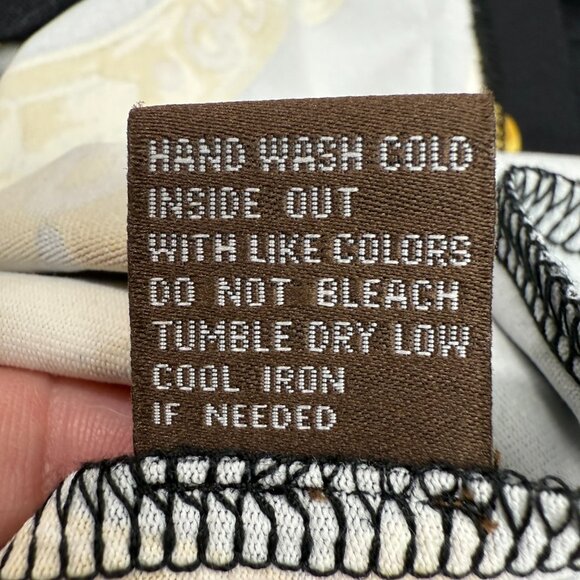 HAND WASH COLD
INSIDE OUT
WITH LIKE COLORS
DO NOT BLEACH
TUMBLE DRY LOW
COOL IRON
IF NEEDED